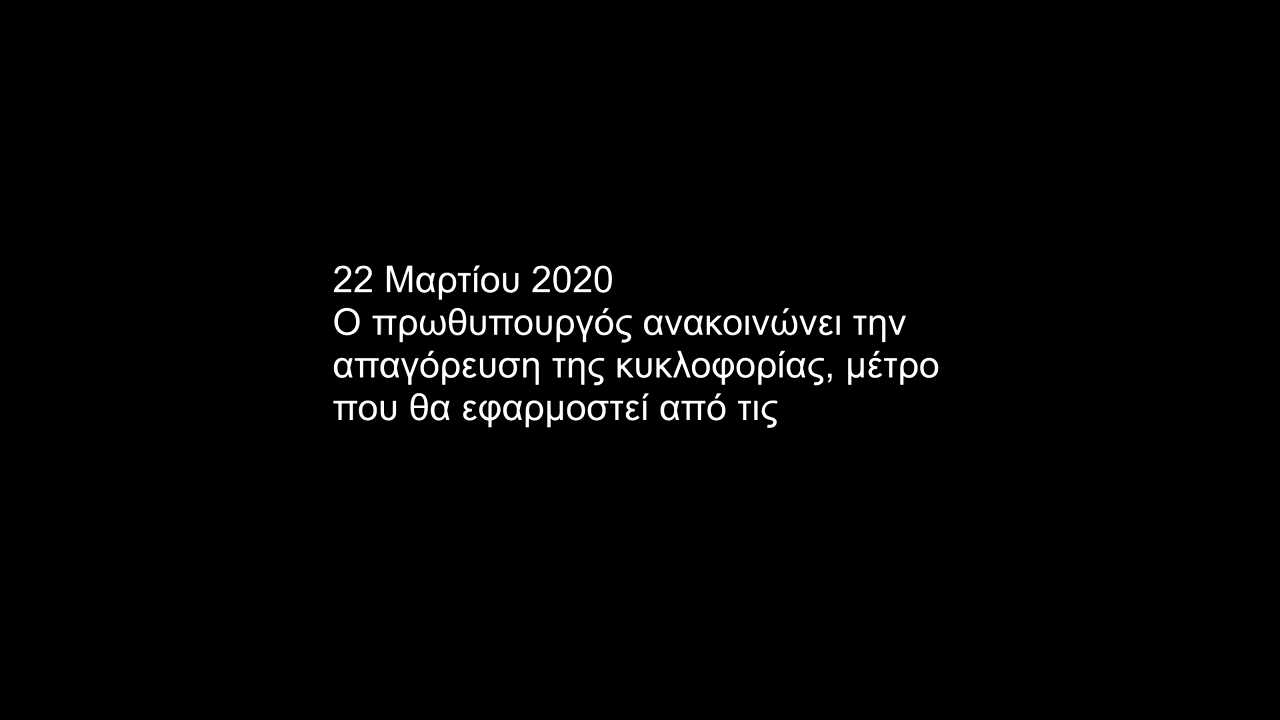 22 Μαρτίου 2020
Ο πρωθυπουργός ανακοινώνει την
απαγόρευση της κυκλοφορίας, μέτρο
που θα εφαρμοστεί από τις